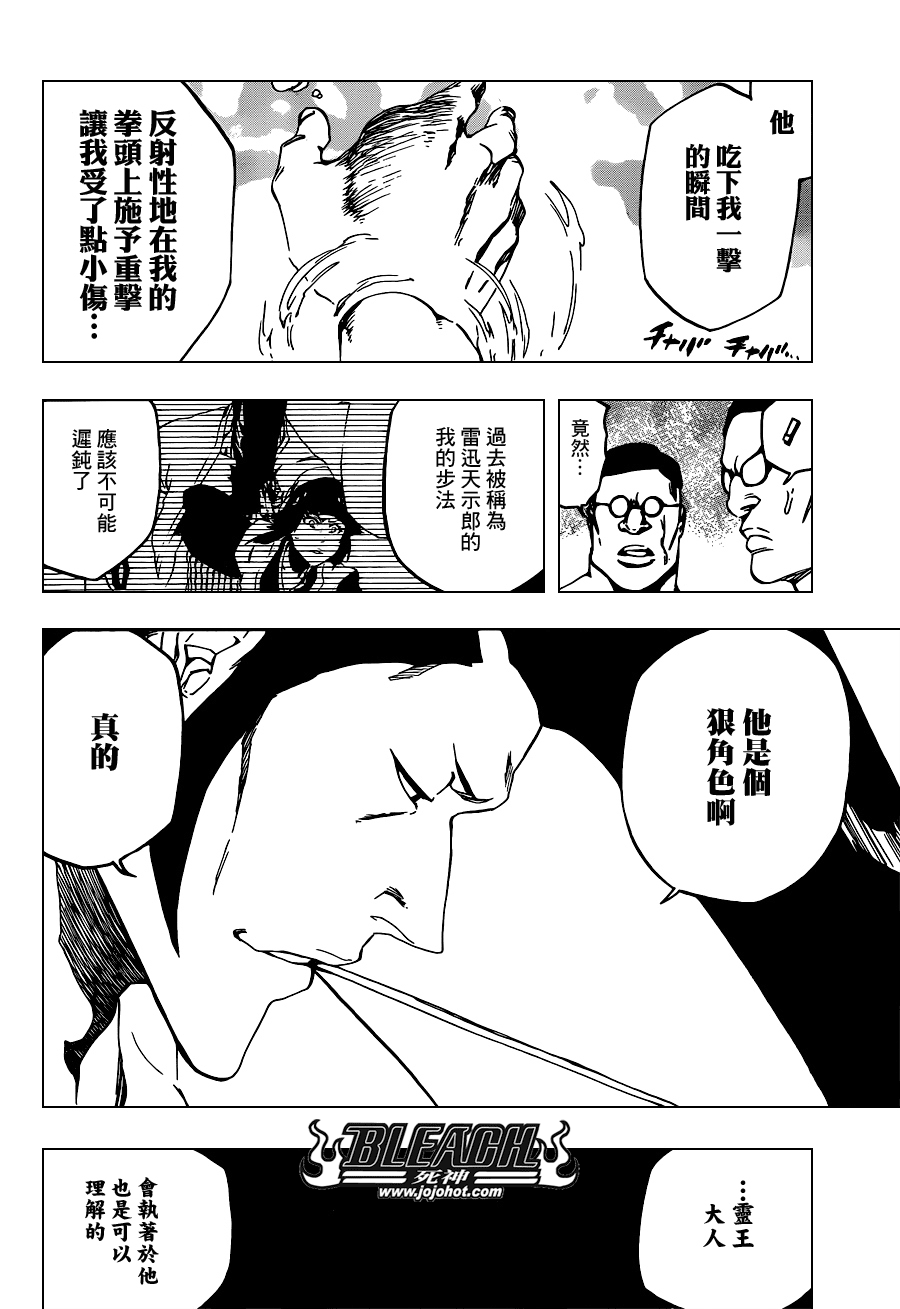 他
吃下我一擊
的瞬間
反射性地在我的
拳頭上施予重擊
讓我受了點小傷…
チャバ チャバ…
!
竟然…
過去被稱為
雷迅天示郎的
我的步法
應該不可能
遲鈍了
他是個
狠角色啊
真的
BLEACH
死神
www.jojohot.com
…靈王
大人
會執著於他
也是可以
理解的